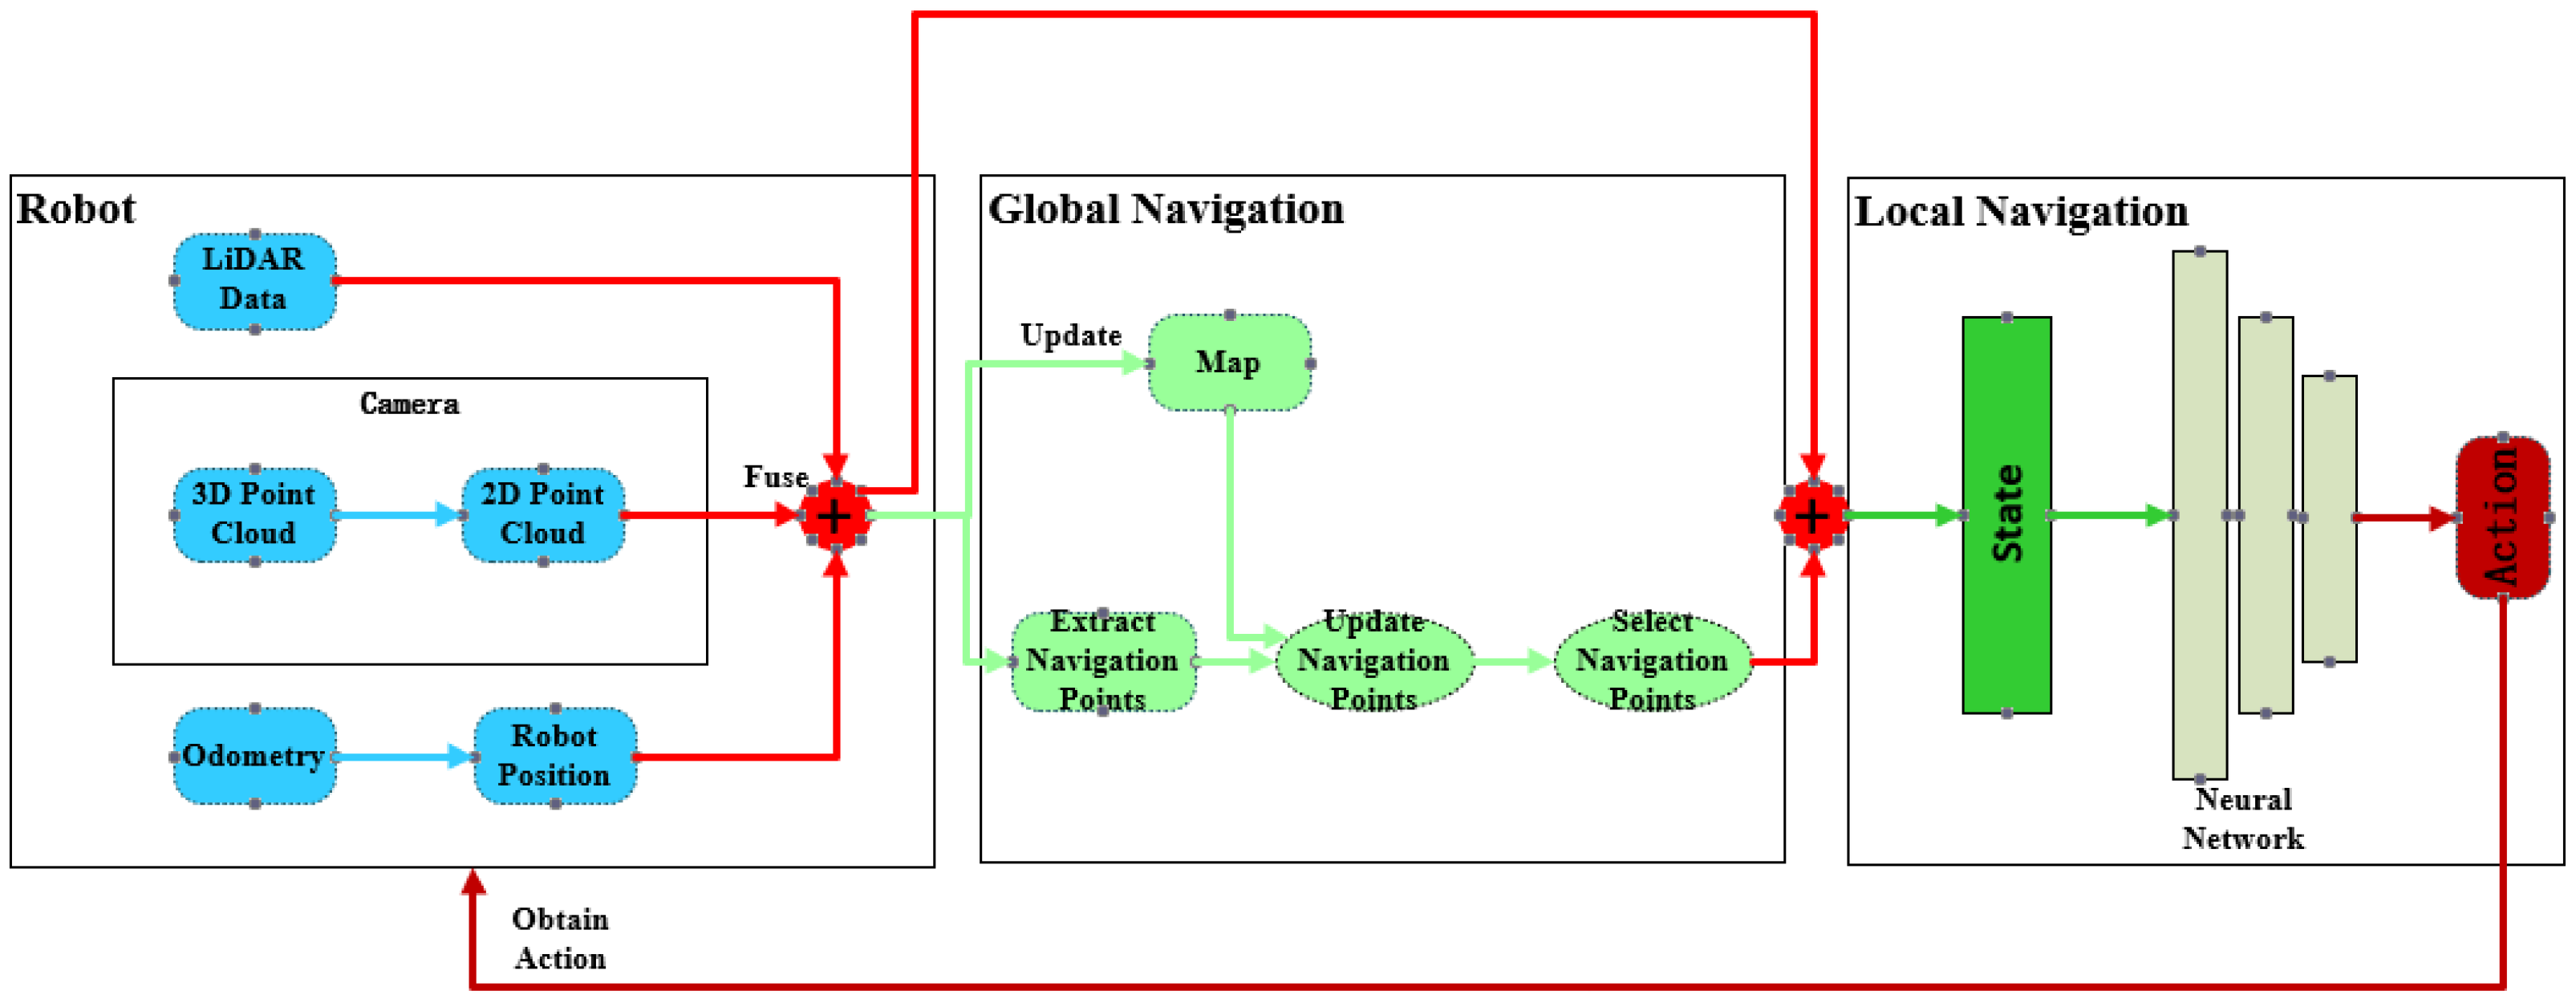 Robot
LiDAR
Data
Camera
3D Point
Cloud
2D Point
Cloud
Fuse
+
Odometry
Robot
Position
Global Navigation
Update
Map
Extract
Navigation
Points
Update
Navigation
Points
Select
Navigation
Points
+
Local Navigation
State
Neural
Network
Action
Obtain
Action